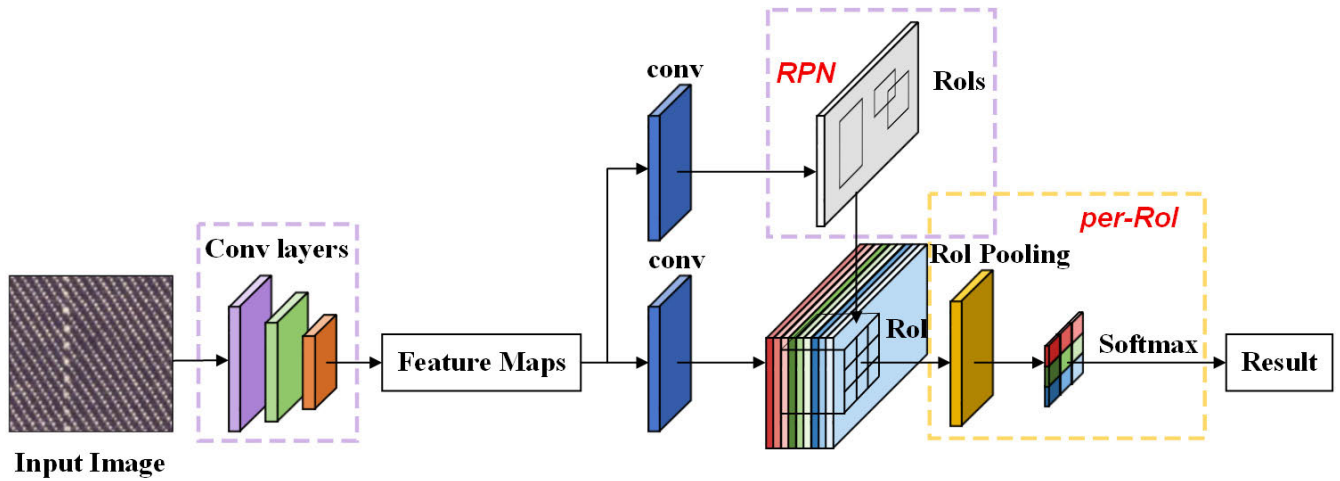 conv
RPN
RoIs
per-RoI
Conv layers
conv
RoI Pooling
RoI
Feature Maps
Softmax
Result
Input Image